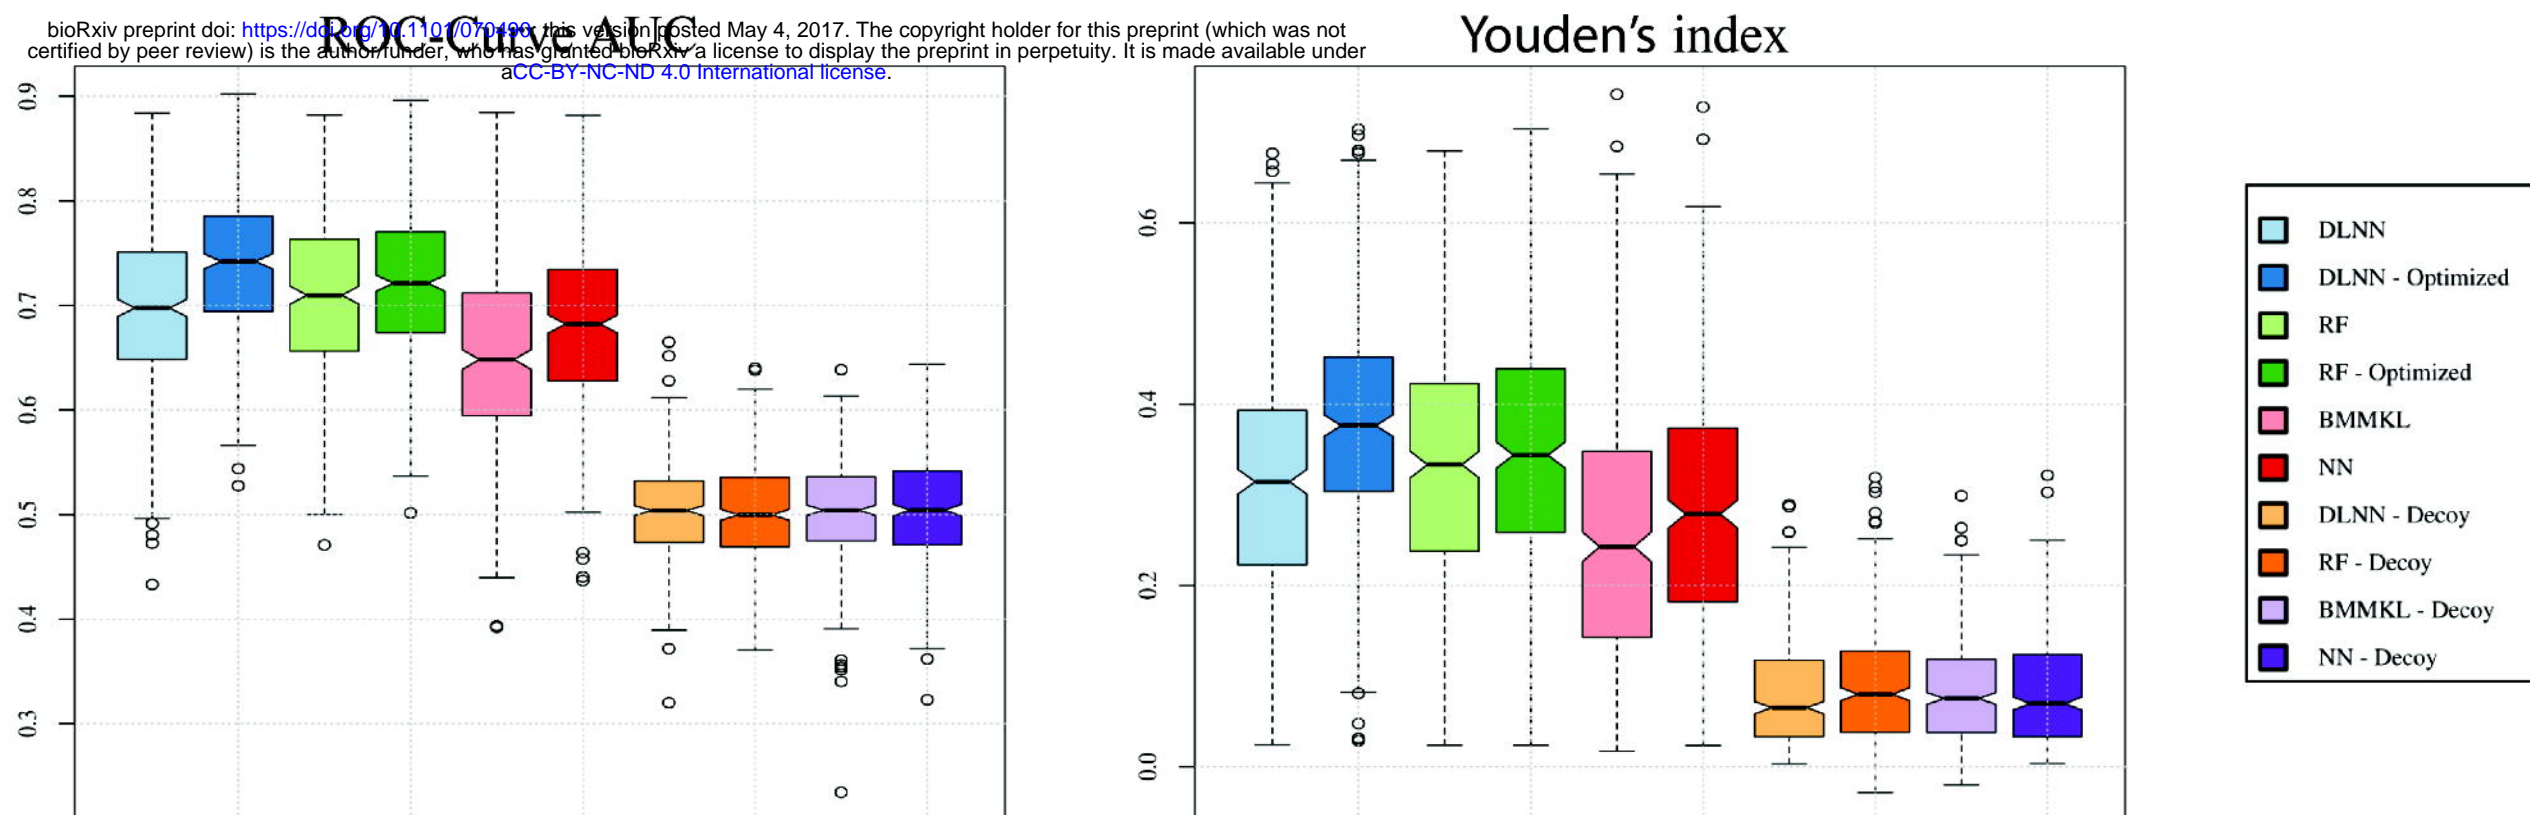 bioRxiv preprint doi: https://doi.org/10.1101/070490; this version posted May 4, 2017. The copyright holder for this preprint (which was not
certified by peer review) is the author/funder, who has granted bioRxiv a license to display the preprint in perpetuity. It is made available under
aCC-BY-NC-ND 4.0 International license.
ROC-Curve AUC
0.9
0.8
0.7
0.6
0.5
0.4
0.3
Youden's index
0.6
0.4
0.2
0.0
DLNN
DLNN - Optimized
RF
RF - Optimized
BMMKL
NN
DLNN - Decoy
RF - Decoy
BMMKL - Decoy
NN - Decoy